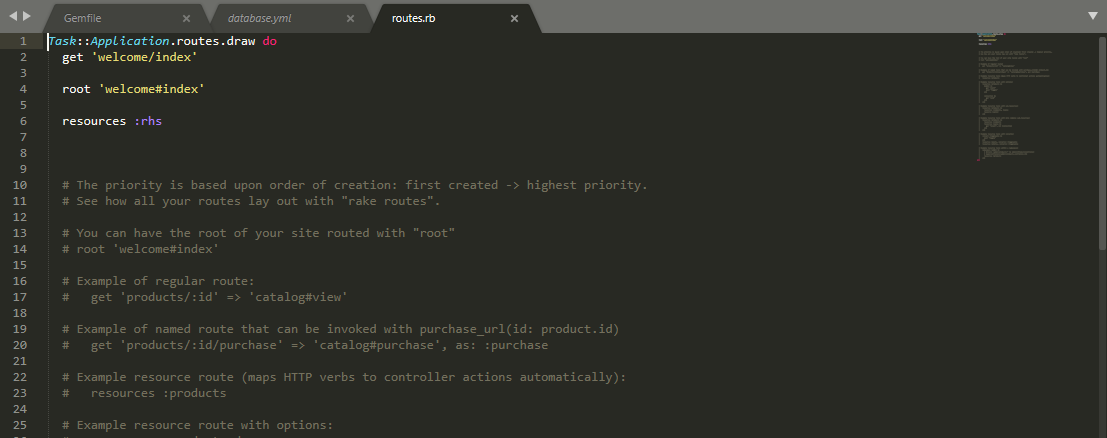 Gemfile
database.yml
routes.rb
1 Task::Application.routes.draw do
2 get 'welcome/index'
3
4 root 'welcome#index'
5
6 resources :rhs
7
8
9
10 # The priority is based upon order of creation: first created -> highest priority.
11 # See how all your routes lay out with "rake routes".
12
13 # You can have the root of your site routed with "root"
14 # root 'welcome#index'
15
16 # Example of regular route:
17 #   get 'products/:id' => 'catalog#view'
18
19 # Example of named route that can be invoked with purchase_url(id: product.id)
20 #   get 'products/:id/purchase' => 'catalog#purchase', as: :purchase
21
22 # Example resource route (maps HTTP verbs to controller actions automatically):
23 #   resources :products
24
25 # Example resource route with options: